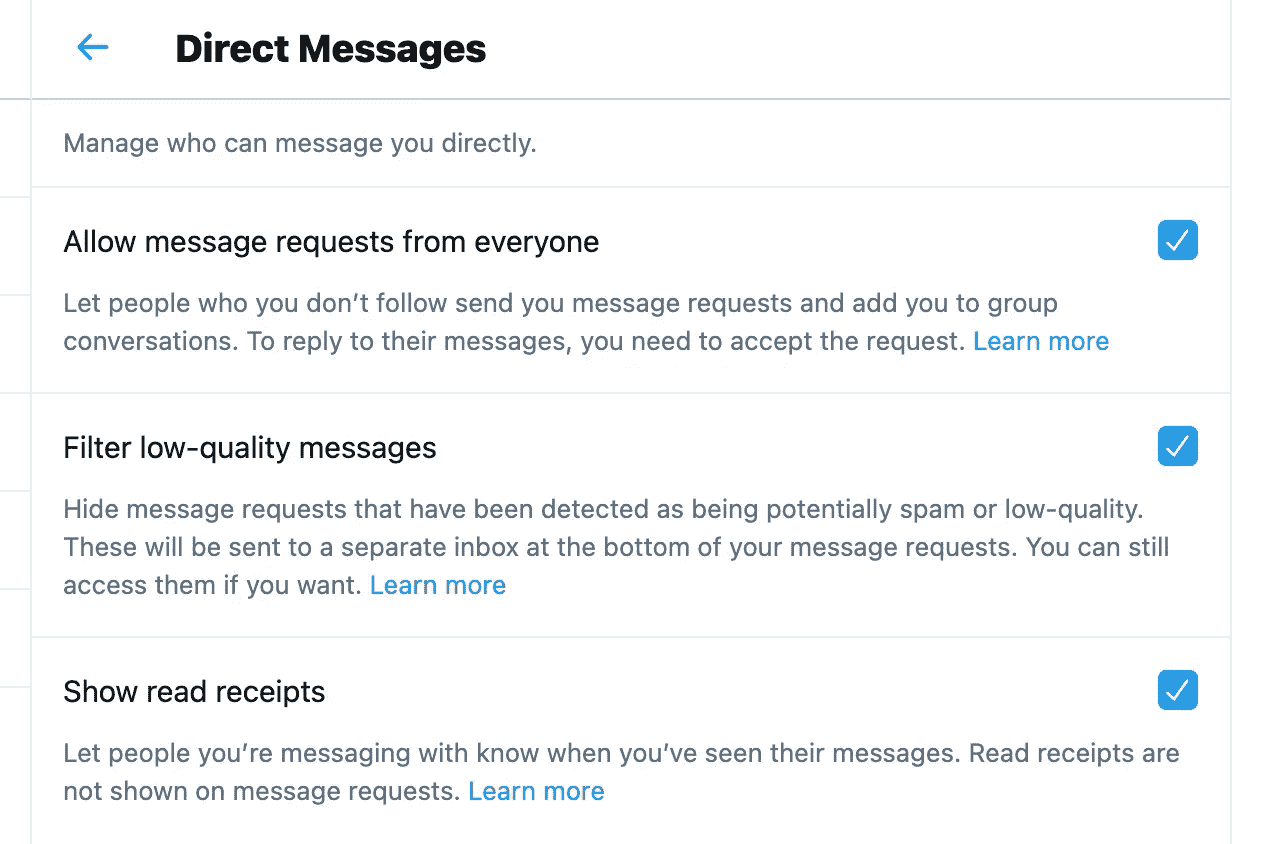 Direct Messages
Manage who can message you directly.
Allow message requests from everyone
Let people who you don’t follow send you message requests and add you to group
conversations. To reply to their messages, you need to accept the request. Learn more
Filter low-quality messages
Hide message requests that have been detected as being potentially spam or low-quality.
These will be sent to a separate inbox at the bottom of your message requests. You can still
access them if you want. Learn more
Show read receipts
Let people you’re messaging with know when you’ve seen their messages. Read receipts are
not shown on message requests. Learn more